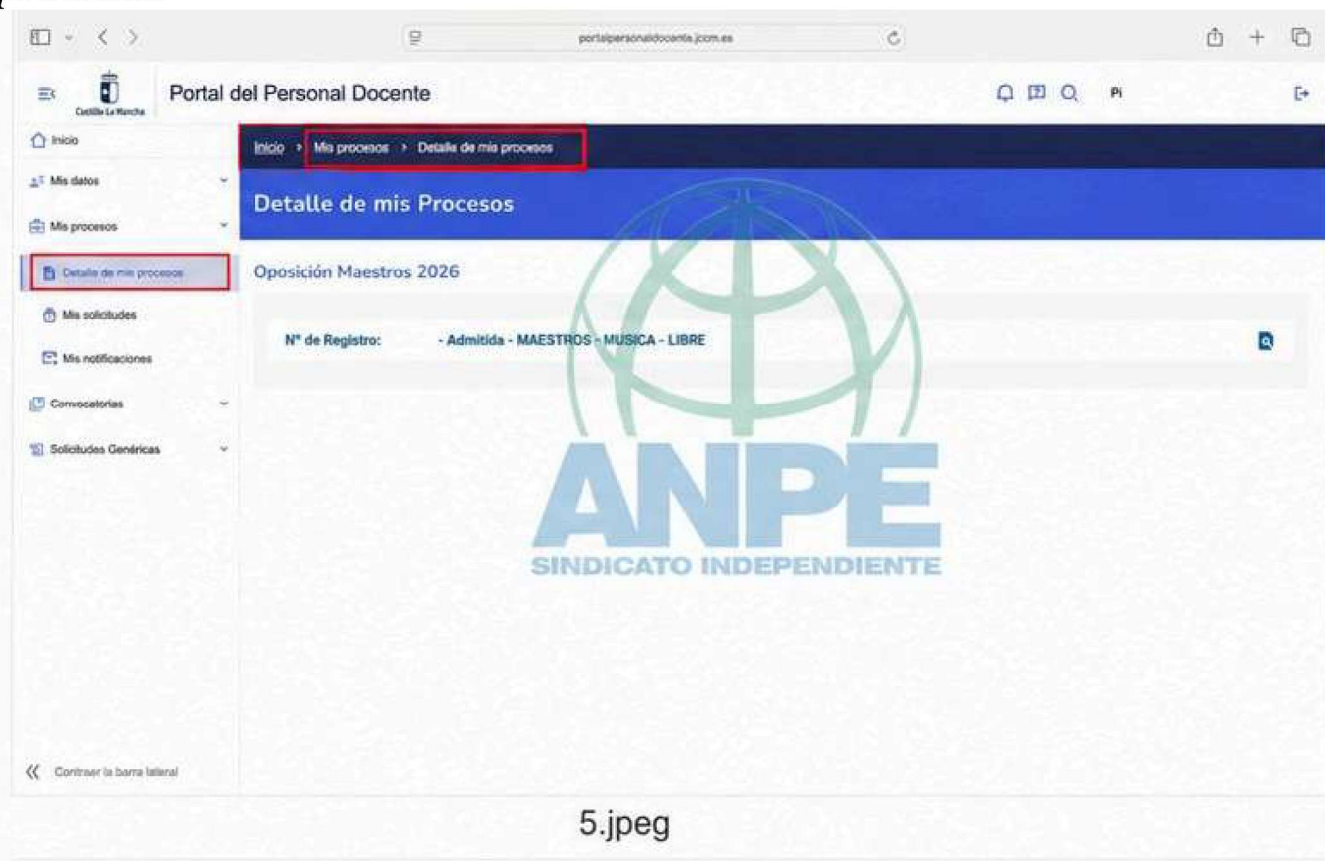 portalpersonaldocente.jccm.es
Castilla-La Mancha
Portal del Personal Docente
Pi
Inicio
Mis datos
Mis procesos
Detalle de mis procesos
Mis solicitudes
Mis notificaciones
Convocatorias
Solicitudes Genéricas
Contraer la barra lateral
Inicio > Mis procesos > Detalle de mis procesos
Detalle de mis Procesos
Oposición Maestros 2026
Nº de Registro: - Admitida - MAESTROS - MUSICA - LIBRE
ANPE
SINDICATO INDEPENDIENTE
5.jpeg